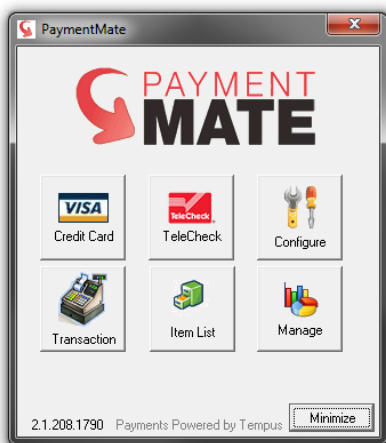 PaymentMate
PAYMENT
MATE
VISA
TeleCheck
Credit Card
TeleCheck
Configure
Transaction
Item List
Manage
2.1.208.1790
Payments Powered by Tempus
Minimize